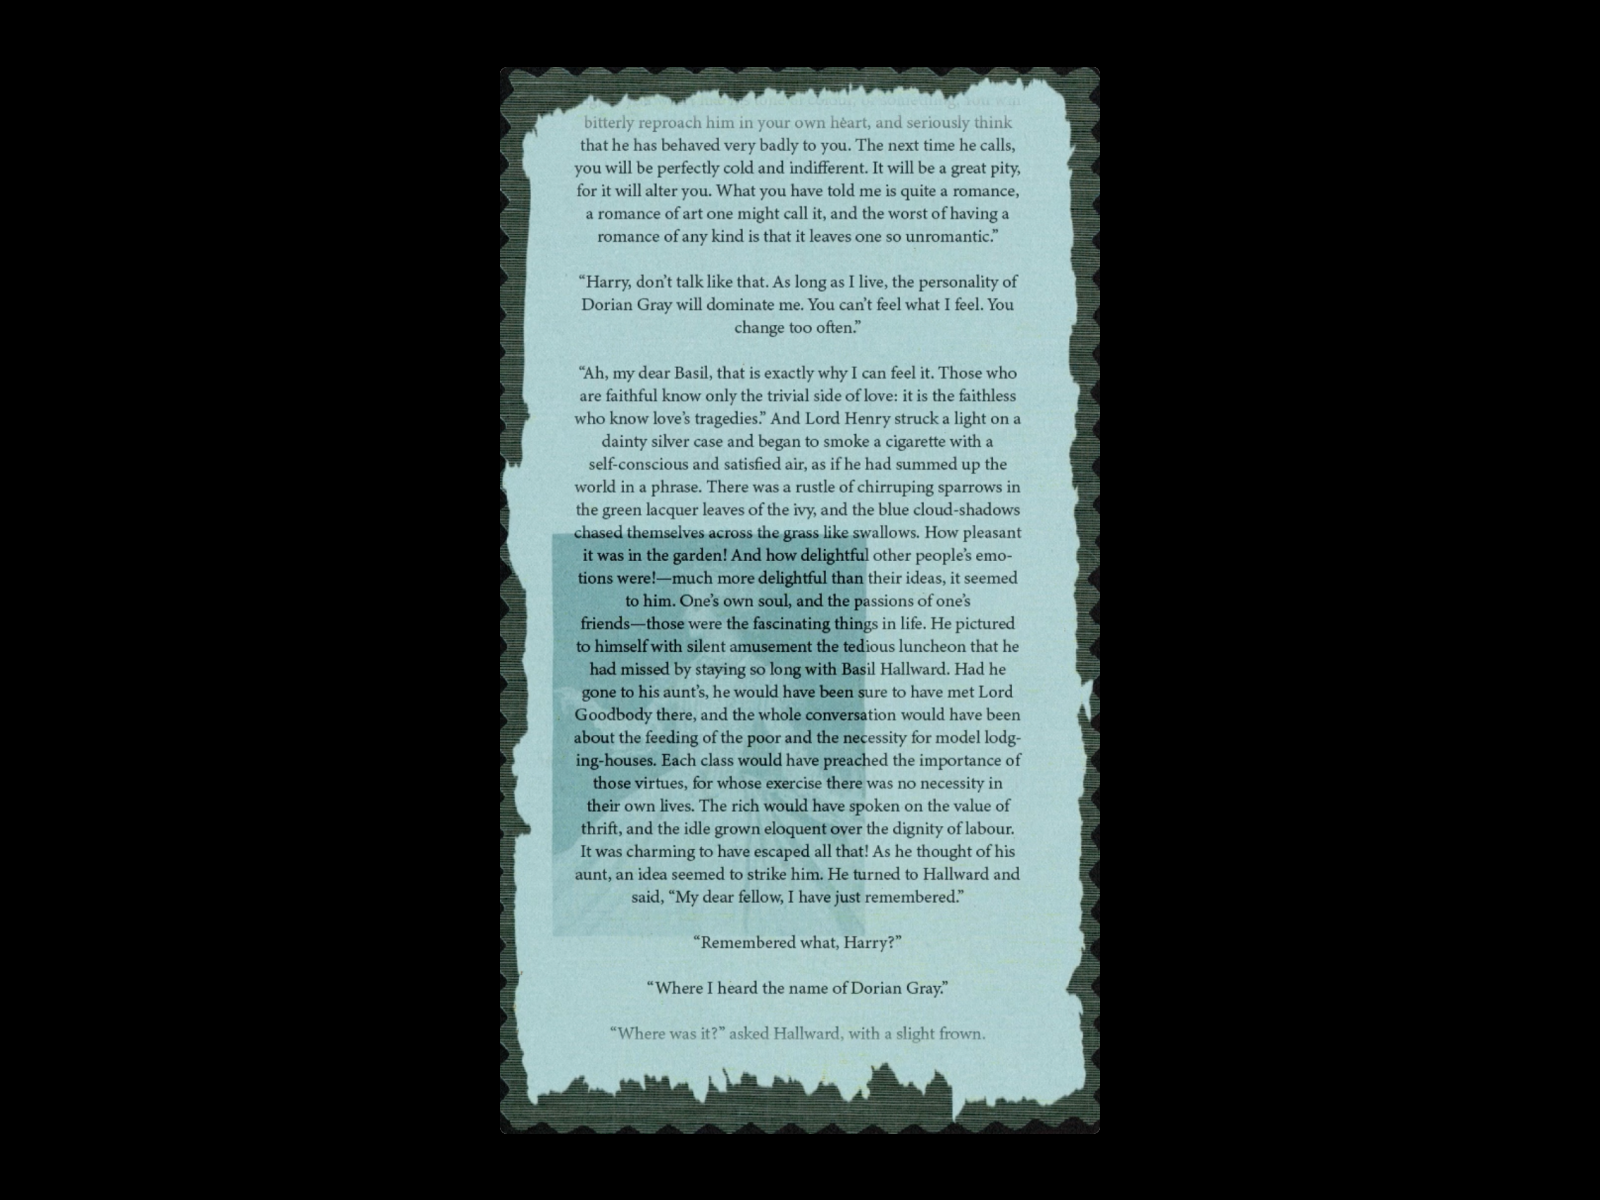 tone of colour, or something. You will
bitterly reproach him in your own heart, and seriously think
that he has behaved very badly to you. The next time he calls,
you will be perfectly cold and indifferent. It will be a great pity,
for it will alter you. What you have told me is quite a romance,
a romance of art one might call it, and the worst of having a
romance of any kind is that it leaves one so unromantic.”
“Harry, don’t talk like that. As long as I live, the personality of
Dorian Gray will dominate me. You can’t feel what I feel. You
change too often.”
“Ah, my dear Basil, that is exactly why I can feel it. Those who
are faithful know only the trivial side of love: it is the faithless
who know love’s tragedies.” And Lord Henry struck a light on a
dainty silver case and began to smoke a cigarette with a
self-conscious and satisfied air, as if he had summed up the
world in a phrase. There was a rustle of chirruping sparrows in
the green lacquer leaves of the ivy, and the blue cloud-shadows
chased themselves across the grass like swallows. How pleasant
it was in the garden! And how delightful other people’s emo-
tions were!—much more delightful than their ideas, it seemed
to him. One’s own soul, and the passions of one’s
friends—those were the fascinating things in life. He pictured
to himself with silent amusement the tedious luncheon that he
had missed by staying so long with Basil Hallward. Had he
gone to his aunt’s, he would have been sure to have met Lord
Goodbody there, and the whole conversation would have been
about the feeding of the poor and the necessity for model lodg-
ing-houses. Each class would have preached the importance of
those virtues, for whose exercise there was no necessity in
their own lives. The rich would have spoken on the value of
thrift, and the idle grown eloquent over the dignity of labour.
It was charming to have escaped all that! As he thought of his
aunt, an idea seemed to strike him. He turned to Hallward and
said, “My dear fellow, I have just remembered.”
“Remembered what, Harry?”
“Where I heard the name of Dorian Gray.”
“Where was it?” asked Hallward, with a slight frown.